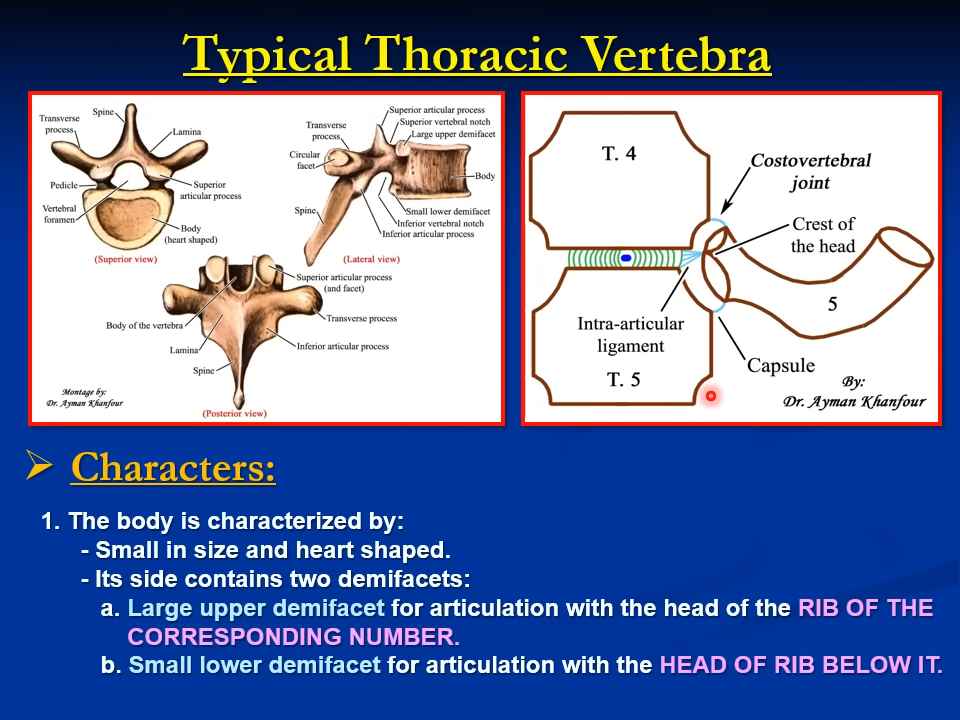 Typical Thoracic Vertebra
Transverse
process
Spine
Lamina
Pedicle
Superior
articular process
Vertebral
foramen
Body
(heart shaped)
(Superior view)
Superior articular process
Superior vertebral notch
Large upper demifacet
Transverse
process
Circular
facet
Body
Spine
Small lower demifacet
Inferior vertebral notch
Inferior articular process
(Lateral view)
Superior articular process
(and facet)
Transverse process
Body of the vertebra
Inferior articular process
Lamina
Spine
(Posterior view)
Montage by:
Dr. Ayman Khanfour
T. 4
Costovertebral
joint
Crest of
the head
5
Intra-articular
ligament
T. 5
Capsule
By:
Dr. Ayman Khanfour
➢ Characters:
1. The body is characterized by:
- Small in size and heart shaped.
- Its side contains two demifacets:
a. Large upper demifacet for articulation with the head of the RIB OF THE
CORRESPONDING NUMBER.
b. Small lower demifacet for articulation with the HEAD OF RIB BELOW IT.